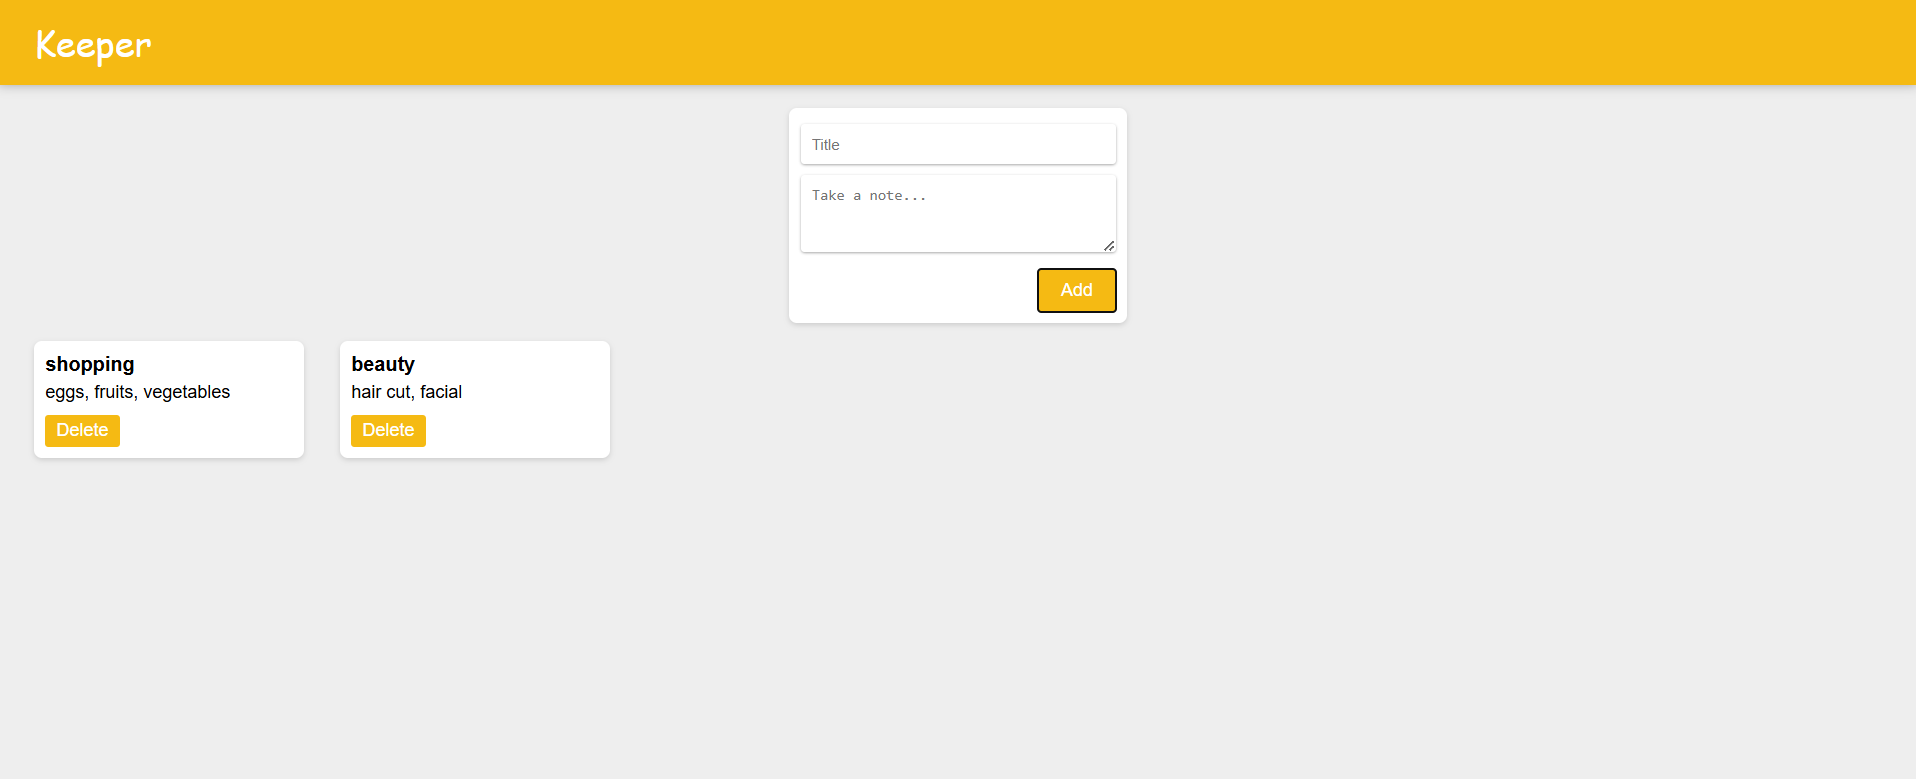 Keeper
Title
Take a note...
Add
shopping
eggs, fruits, vegetables
Delete
beauty
hair cut, facial
Delete